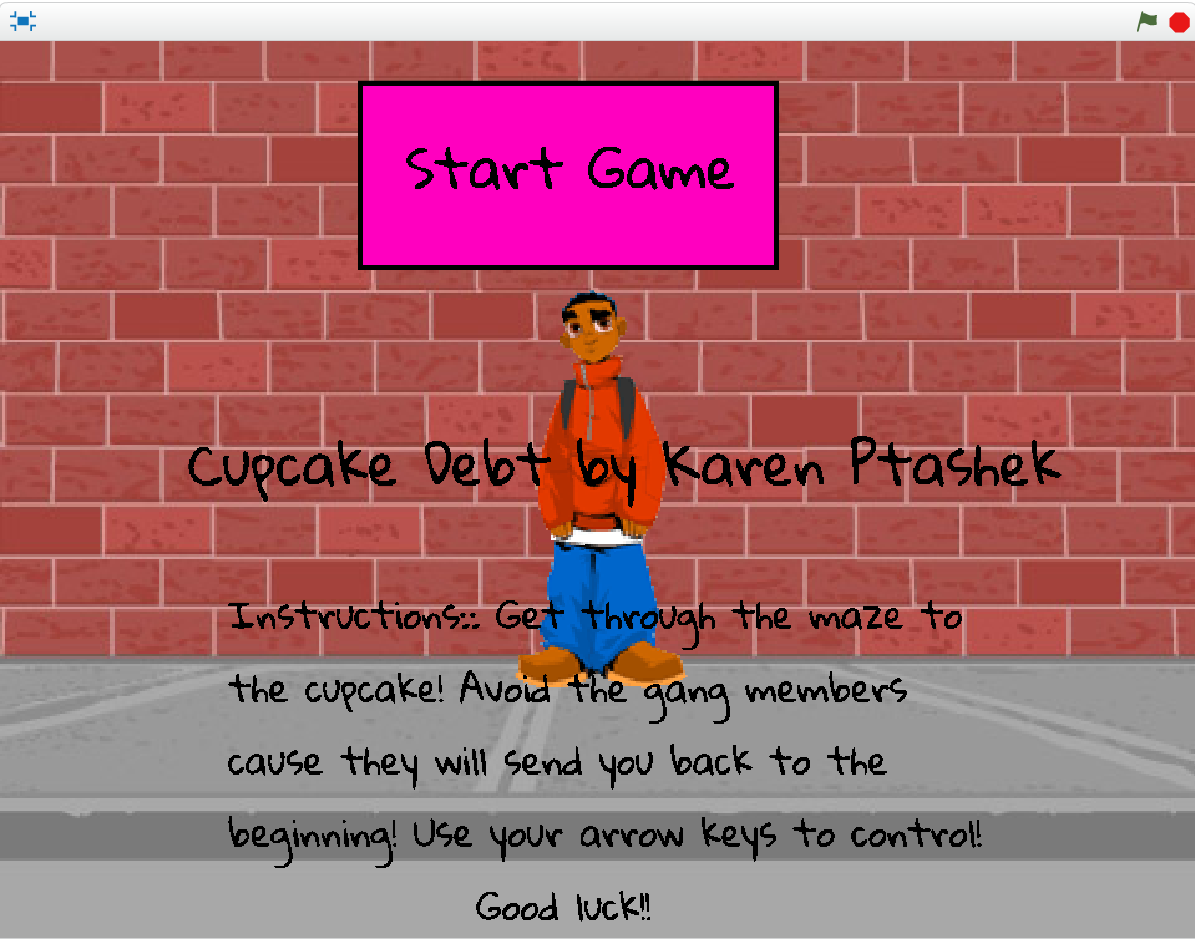 Start Game
Cupcake Debt by Karen Ptashek
Instructions:: Get through the maze to
the cupcake! Avoid the gang members
cause they will send you back to the
beginning! Use your arrow keys to control!
Good luck!!